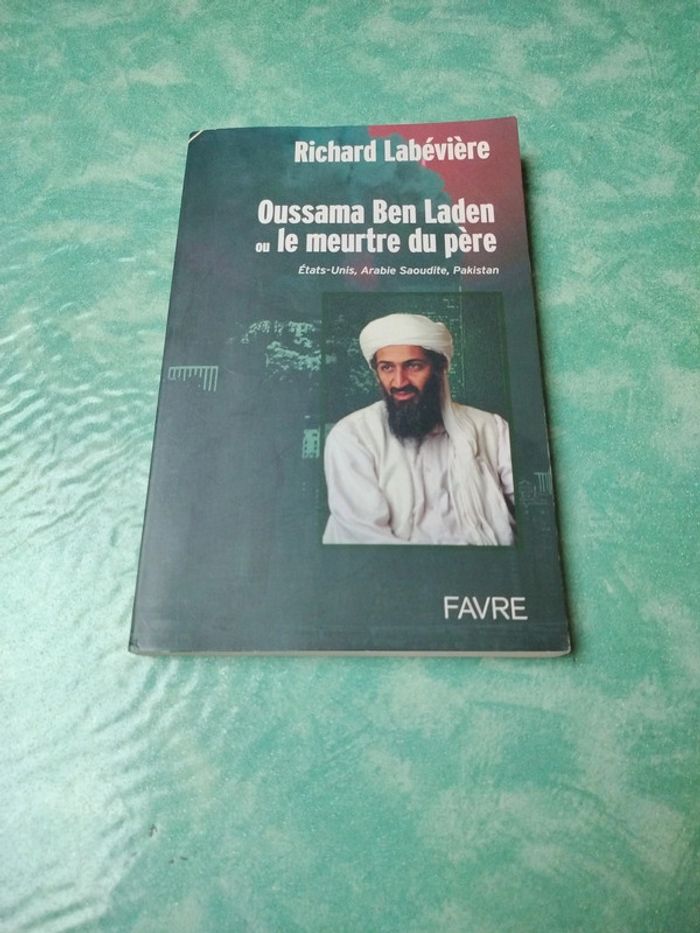 Richard Labévière
Oussama Ben Laden
ou le meurtre du père
États-Unis, Arabie Saoudite, Pakistan
FAVRE